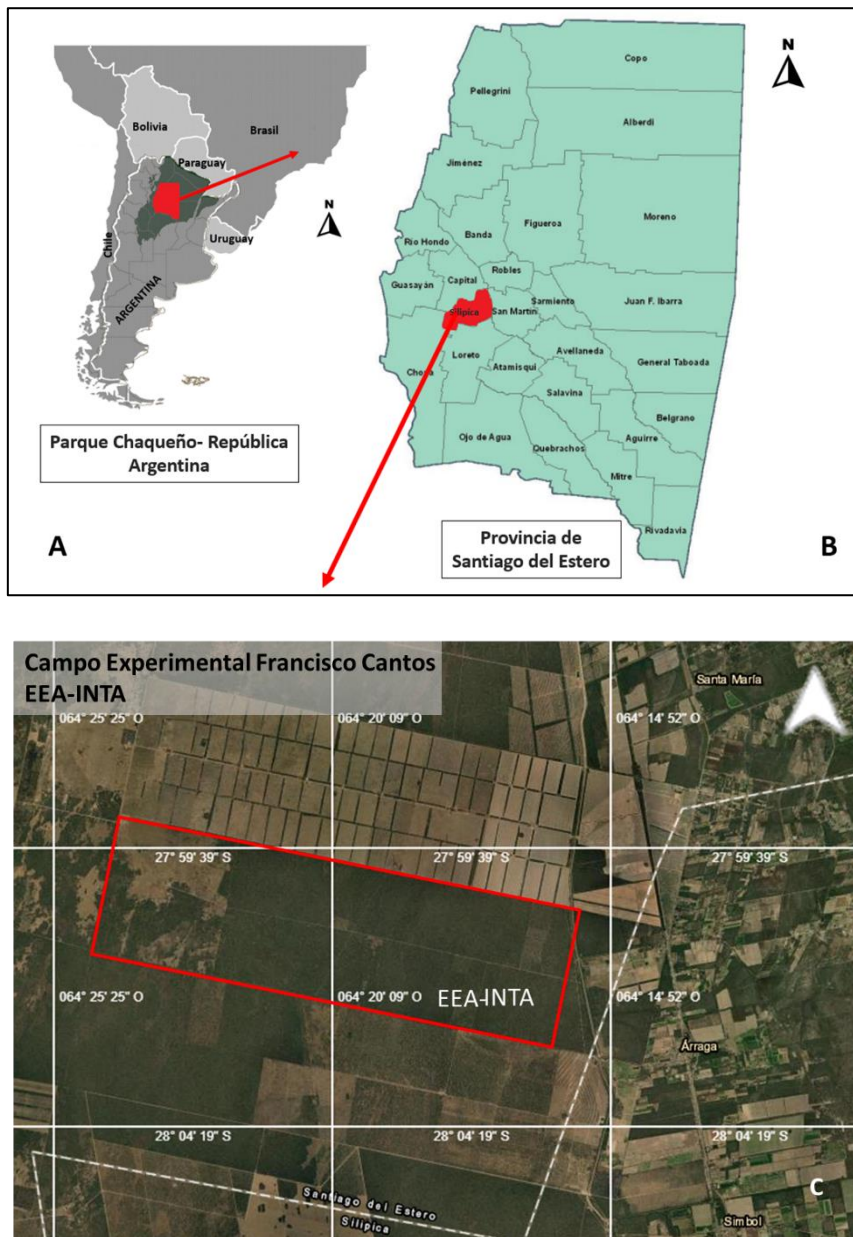 N
Copo
Pellegrini
Alberdi
Bolivia
Brasil
Jiménez
Paraguay
Moreno
Figueroa
N
Banda
Uruguay
Río Hondo
Robles
Chile
Guasayán
Capital
Sarmiento
Juan F. Ibarra
Silípica
San Martín
ARGENTINA
Avellaneda
Loreto
General Taboada
Choya
Atamisqui
Salavina
Belgrano
Parque Chaqueño- República
Argentina
Ojo de Agua
Quebrachos
Aguirre
Mitre
A
Provincia de
Santiago del Estero
B
Rivadavia
Campo Experimental Francisco Cantos
EEA-INTA
Santa María
064° 25' 25" O
064° 20' 09" O
064° 14' 52" O
27° 59' 39" S
27° 59' 39" S
27° 59' 39" S
064° 25' 25" O
064° 20' 09" O
EEA-INTA
064° 14' 52" O
Árraga
28° 04' 19" S
28° 04' 19" S
28° 04' 19" S
C
Santiago del Estero
Silípica
Simbol